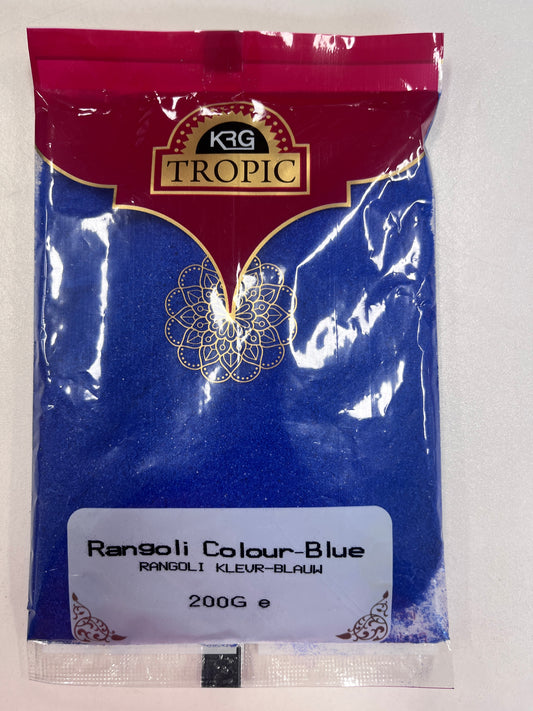 KRG
TROPIC
Rangoli Colour-Blue
RANGOLI KLEUR-BLAUW
200G e